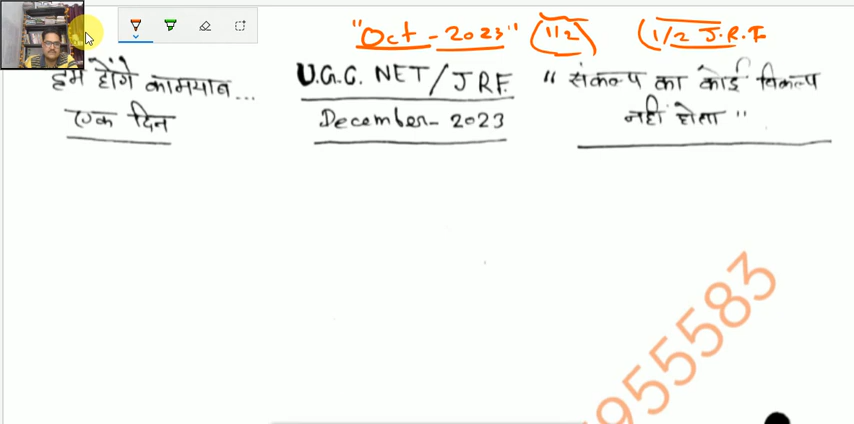 "Oct - 2023" (1/2) (1/2 J.R.F
हम होंगे कामयाब...
एक दिन
U.G.C. NET / JRF.
December - 2023
" संकल्प का कोई विकल्प
नहीं होता "
955583